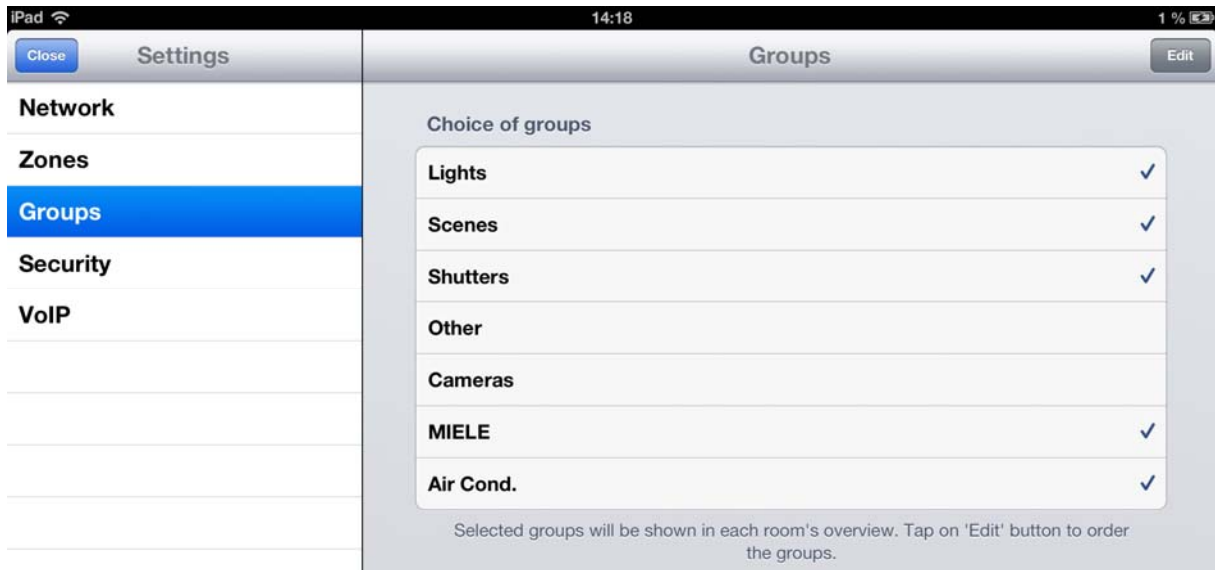 iPad 14:18 1 %
Close Settings
Groups Edit
Network
Zones
Groups
Security
VoIP
Choice of groups
Lights
Scenes
Shutters
Other
Cameras
MIELE
Air Cond.
Selected groups will be shown in each room's overview. Tap on 'Edit' button to order
the groups.